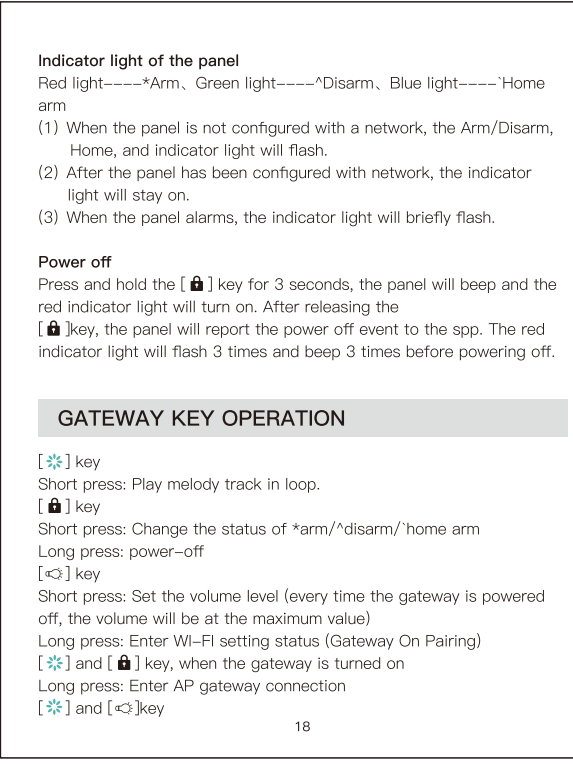 Indicator light of the panel
Red light----*Arm、Green light----^Disarm、Blue light----`Home
arm
(1) When the panel is not configured with a network, the Arm/Disarm,
Home, and indicator light will flash.
(2) After the panel has been configured with network, the indicator
light will stay on.
(3) When the panel alarms, the indicator light will briefly flash.
Power off
Press and hold the [ ] key for 3 seconds, the panel will beep and the
red indicator light will turn on. After releasing the
[ ]key, the panel will report the power off event to the spp. The red
indicator light will flash 3 times and beep 3 times before powering off.
GATEWAY KEY OPERATION
[ ] key
Short press: Play melody track in loop.
[ ] key
Short press: Change the status of *arm/^disarm/`home arm
Long press: power-off
[ ] key
Short press: Set the volume level (every time the gateway is powered
off, the volume will be at the maximum value)
Long press: Enter WI-FI setting status (Gateway On Pairing)
[ ] and [ ] key, when the gateway is turned on
Long press: Enter AP gateway connection
[ ] and [ ]key
18